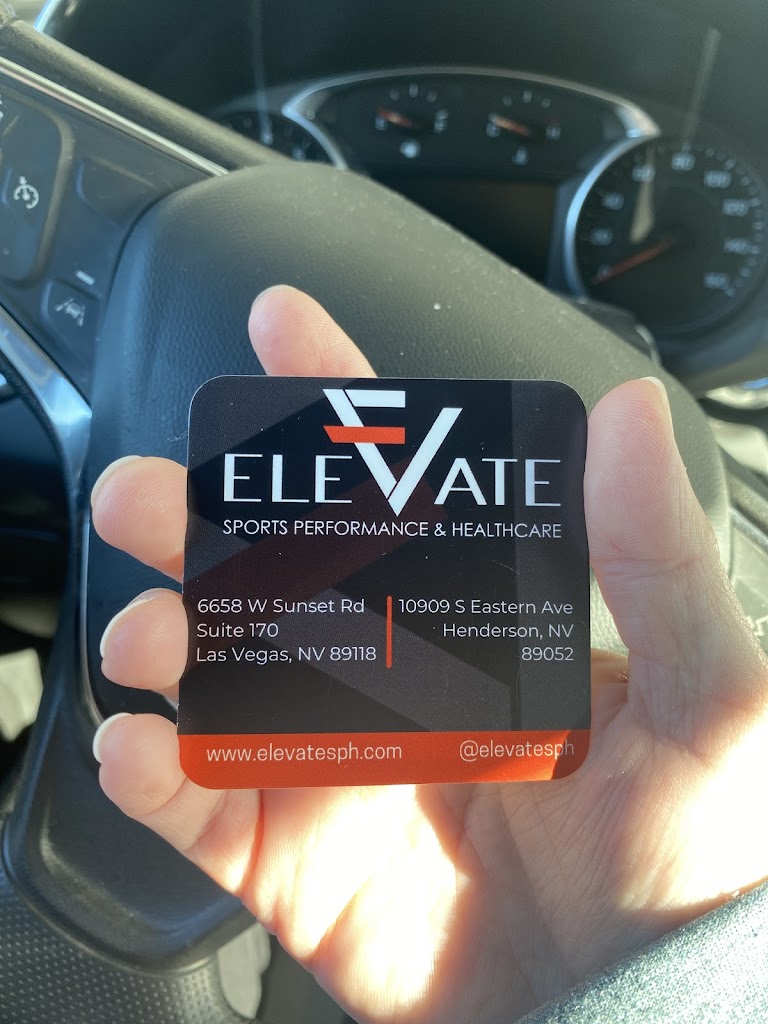 ELEVATE
SPORTS PERFORMANCE & HEALTHCARE
6658 W Sunset Rd
Suite 170
Las Vegas, NV 89118
10909 S Eastern Ave
Henderson, NV
89052
www.elevatesph.com
@elevatesph